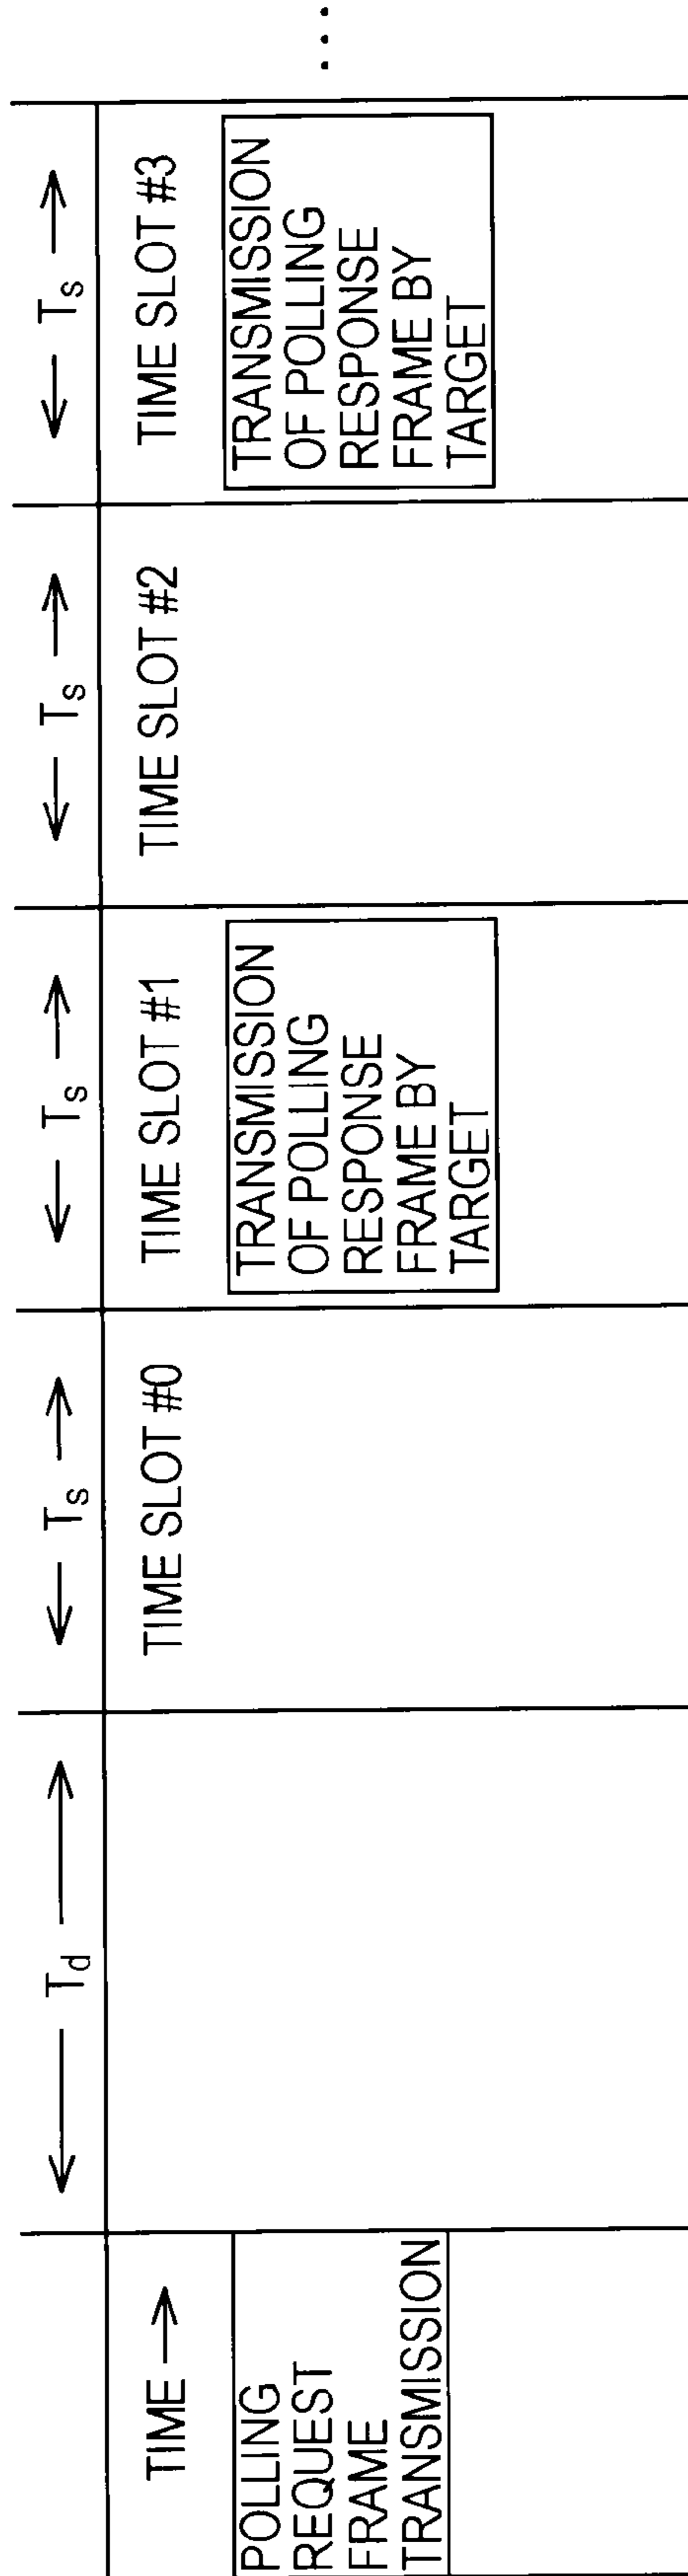 T_d
T_s
T_s
T_s
T_s
TIME →
TIME SLOT #0
TIME SLOT #1
TIME SLOT #2
TIME SLOT #3
POLLING
REQUEST
FRAME
TRANSMISSION
TRANSMISSION
OF POLLING
RESPONSE
FRAME BY
TARGET
TRANSMISSION
OF POLLING
RESPONSE
FRAME BY
TARGET
...